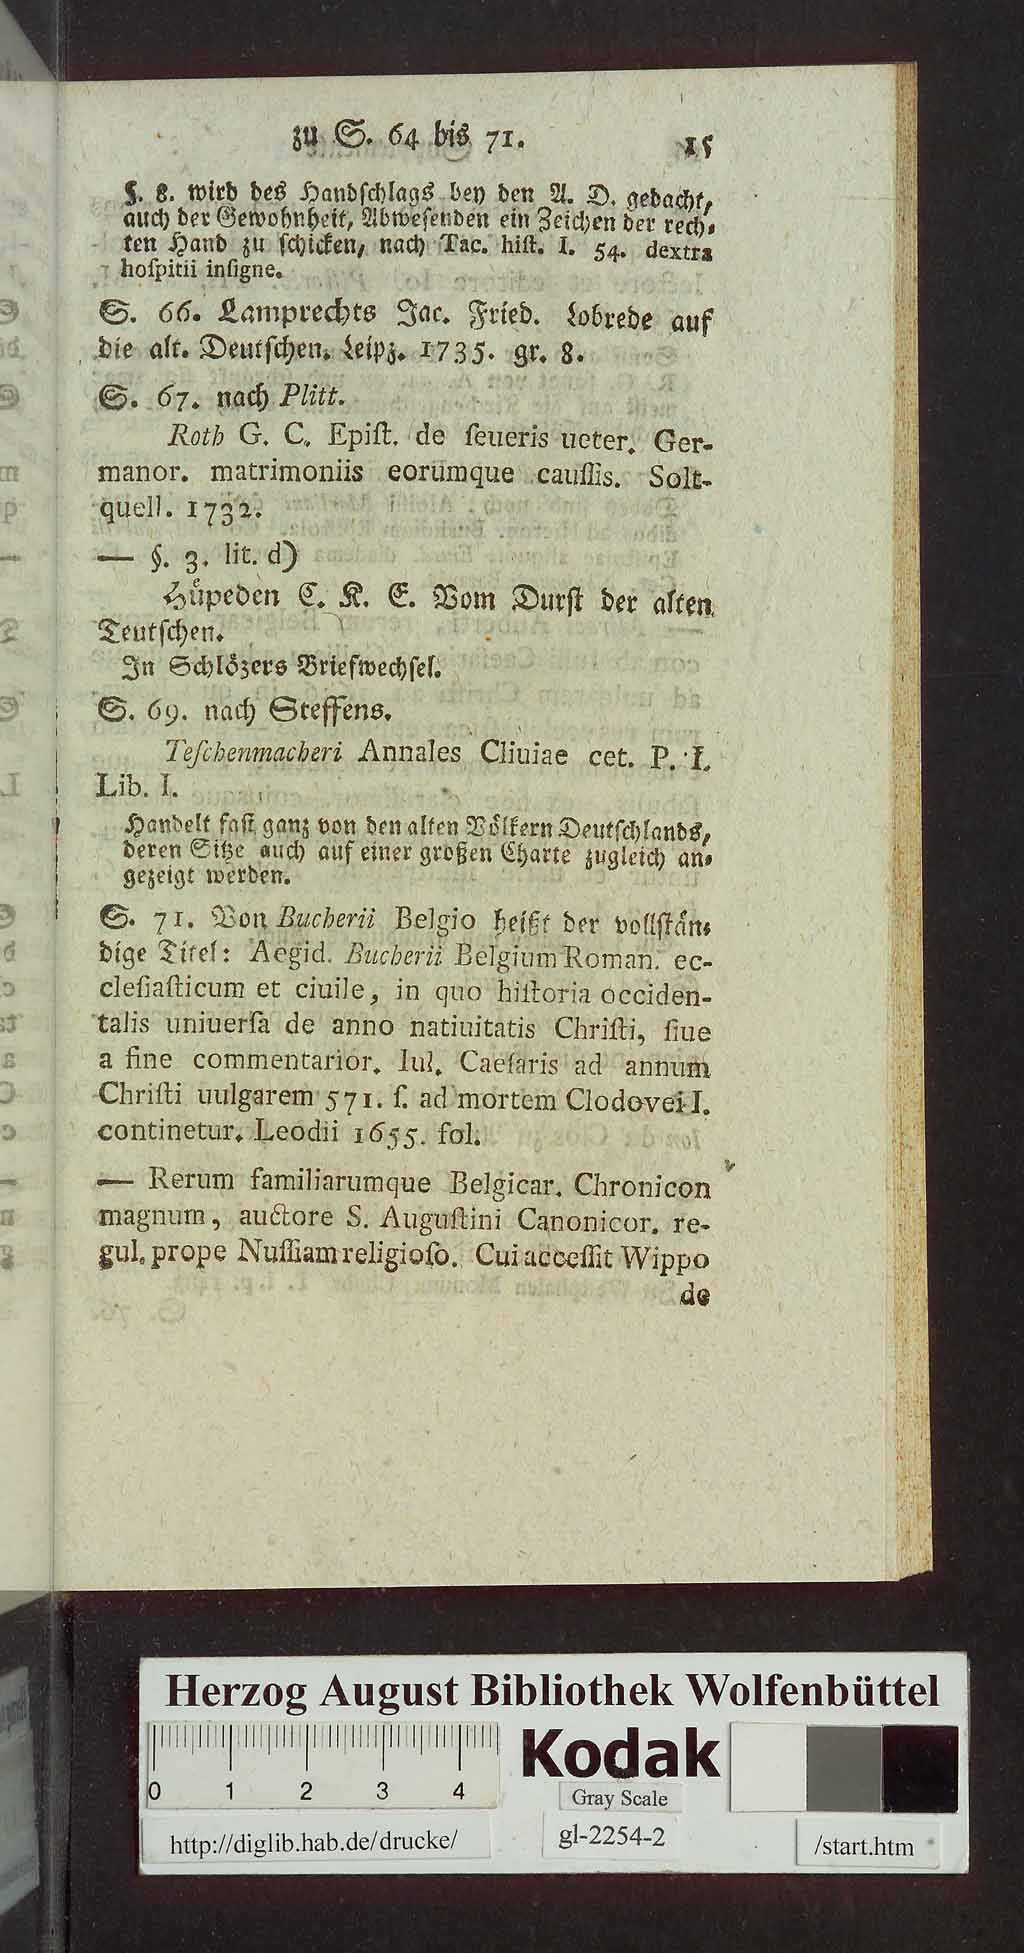 zu S. 64 bis 71. 15
§. 8. wird des Handſchlags bey den A. D. gedacht,
auch der Gewohnheit, Abweſenden ein Zeichen der rech-
ten Hand zu ſchicken, nach Tac. hiſt. I. 54. dextra
hoſpitii inſigne.
S. 66. Lamprechts Jac. Fried. Lobrede auf
die alt. Deutſchen. Leipz. 1735. gr. 8.
S. 67. nach Plitt.
Roth G. C. Epiſt. de ſeueris ueter. Ger-
manor. matrimoniis eorumque cauſſis. Solt-
quell. 1732.
— §. 3. lit. d)
Hüpeden C. K. E. Vom Durſt der alten
Teutſchen.
In Schlözers Briefwechſel.
S. 69. nach Steffens.
Teſchenmacheri Annales Cliuiae cet. P. I.
Lib. I.
Handelt faſt ganz von den alten Völkern Deutſchlands,
deren Sitze auch auf einer großen Charte zugleich an-
gezeigt werden.
S. 71. Von Bucherii Belgio heißt der vollſtän-
dige Titel: Aegid. Bucherii Belgium Roman. ec-
cleſiaſticum et ciuile, in quo hiſtoria occiden-
talis uniuerſa de anno natiuitatis Chriſti, ſiue
a fine commentarior. Iul. Caeſaris ad annum
Chriſti uulgarem 571. ſ. ad mortem Clodovei I.
continetur. Leodii 1655. fol.
— Rerum familiarumque Belgicar. Chronicon
magnum, auctore S. Auguſtini Canonicor. re-
gul. prope Nuſſiam religioſo. Cui acceſſit Wippo
de
Herzog August Bibliothek Wolfenbüttel
0 1 2 3 4
Kodak
Gray Scale
http://diglib.hab.de/drucke/ gl-2254-2 /start.htm